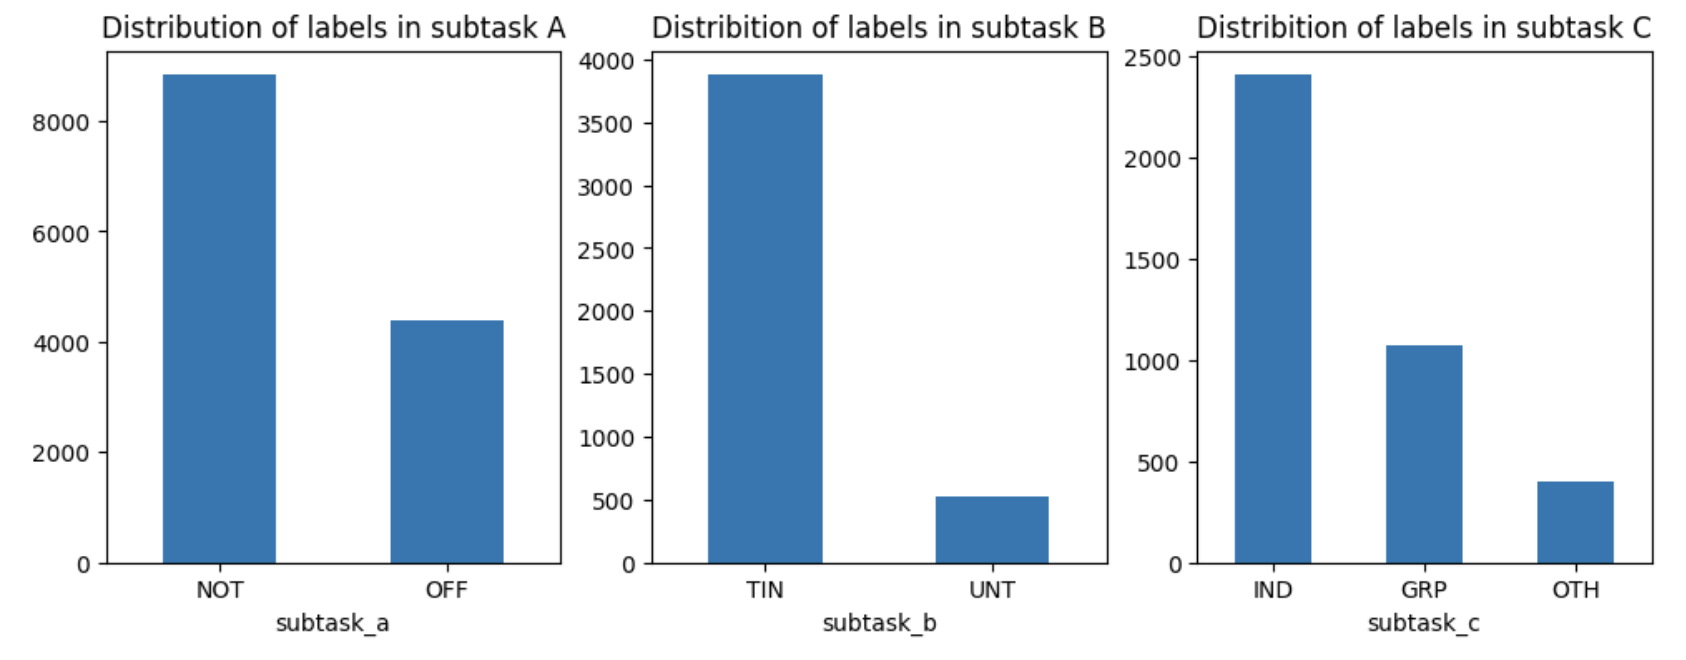 Distribution of labels in subtask A
8000
6000
4000
2000
0
NOT OFF
subtask_a
Distribition of labels in subtask B
4000
3500
3000
2500
2000
1500
1000
500
0
TIN UNT
subtask_b
Distribition of labels in subtask C
2500
2000
1500
1000
500
0
IND GRP OTH
subtask_c